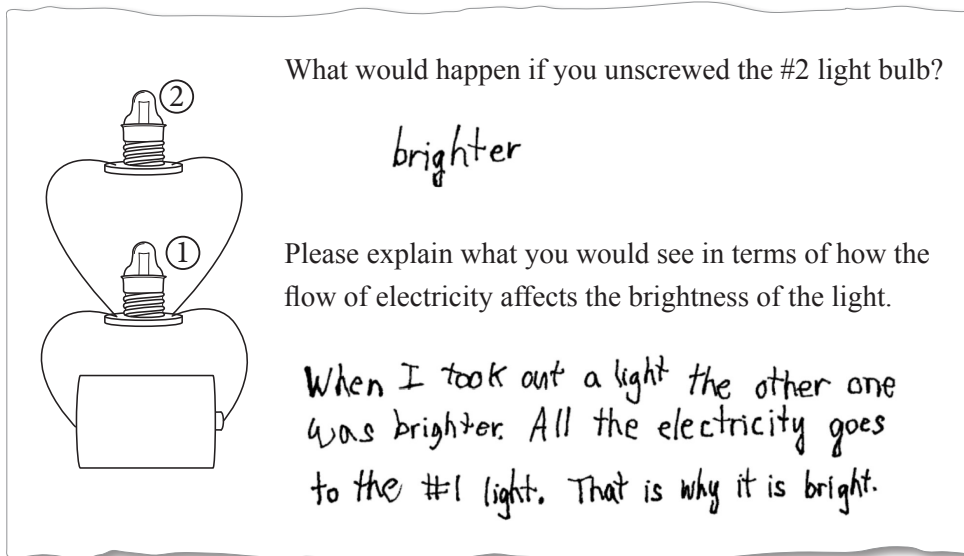 What would happen if you unscrewed the #2 light bulb?
brighter
②
①
Please explain what you would see in terms of how the
flow of electricity affects the brightness of the light.
When I took out a light the other one
was brighter. All the electricity goes
to the #1 light. That is why it is bright.